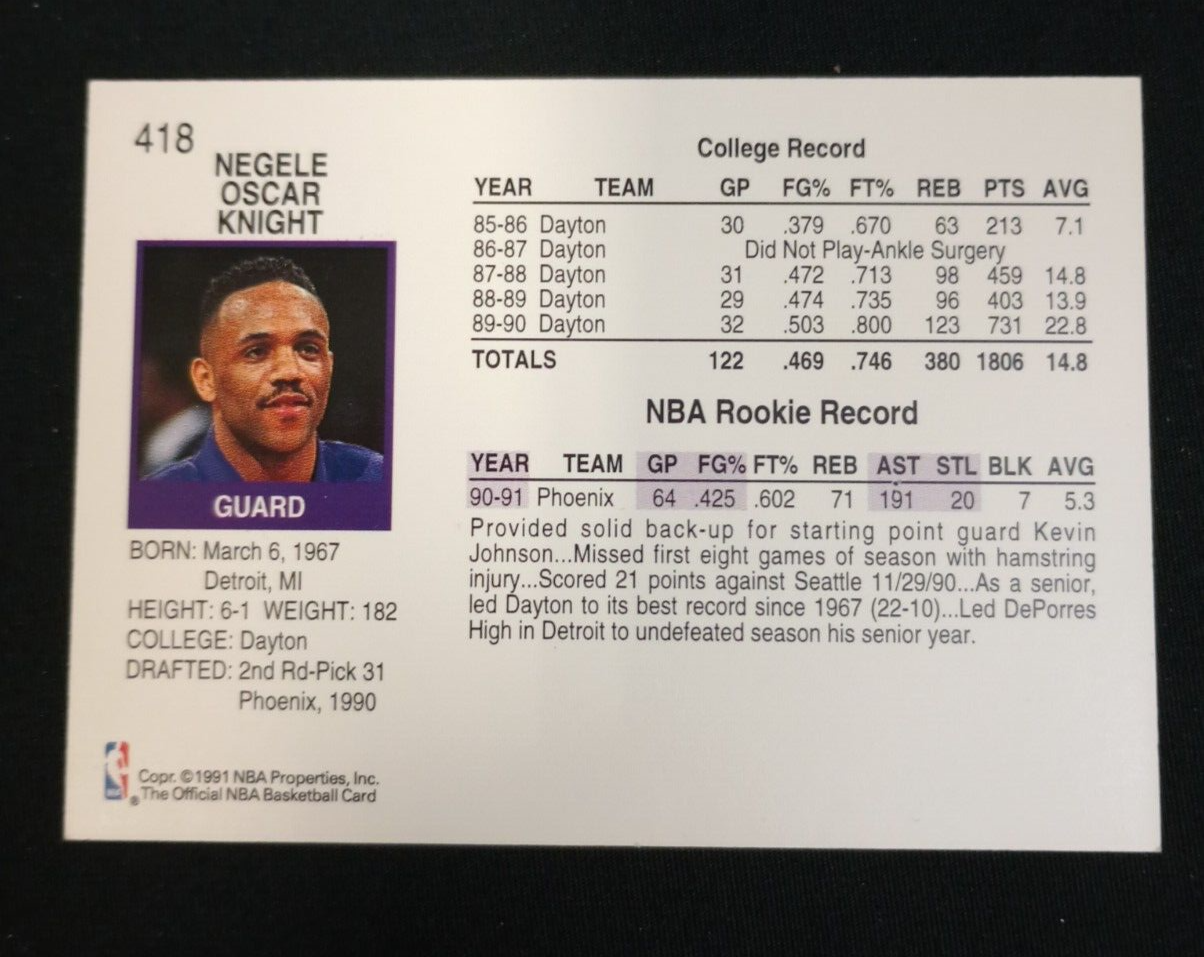 418
NEGELE
OSCAR
KNIGHT
GUARD
BORN: March 6, 1967
Detroit, MI
HEIGHT: 6-1 WEIGHT: 182
COLLEGE: Dayton
DRAFTED: 2nd Rd-Pick 31
Phoenix, 1990
Copr. ©1991 NBA Properties, Inc.
® The Official NBA Basketball Card
College Record
YEAR TEAM GP FG% FT% REB PTS AVG
85-86 Dayton 30 .379 .670 63 213 7.1
86-87 Dayton Did Not Play-Ankle Surgery
87-88 Dayton 31 .472 .713 98 459 14.8
88-89 Dayton 29 .474 .735 96 403 13.9
89-90 Dayton 32 .503 .800 123 731 22.8
TOTALS 122 .469 .746 380 1806 14.8
NBA Rookie Record
YEAR TEAM GP FG% FT% REB AST STL BLK AVG
90-91 Phoenix 64 .425 .602 71 191 20 7 5.3
Provided solid back-up for starting point guard Kevin
Johnson...Missed first eight games of season with hamstring
injury...Scored 21 points against Seattle 11/29/90...As a senior,
led Dayton to its best record since 1967 (22-10)...Led DePorres
High in Detroit to undefeated season his senior year.